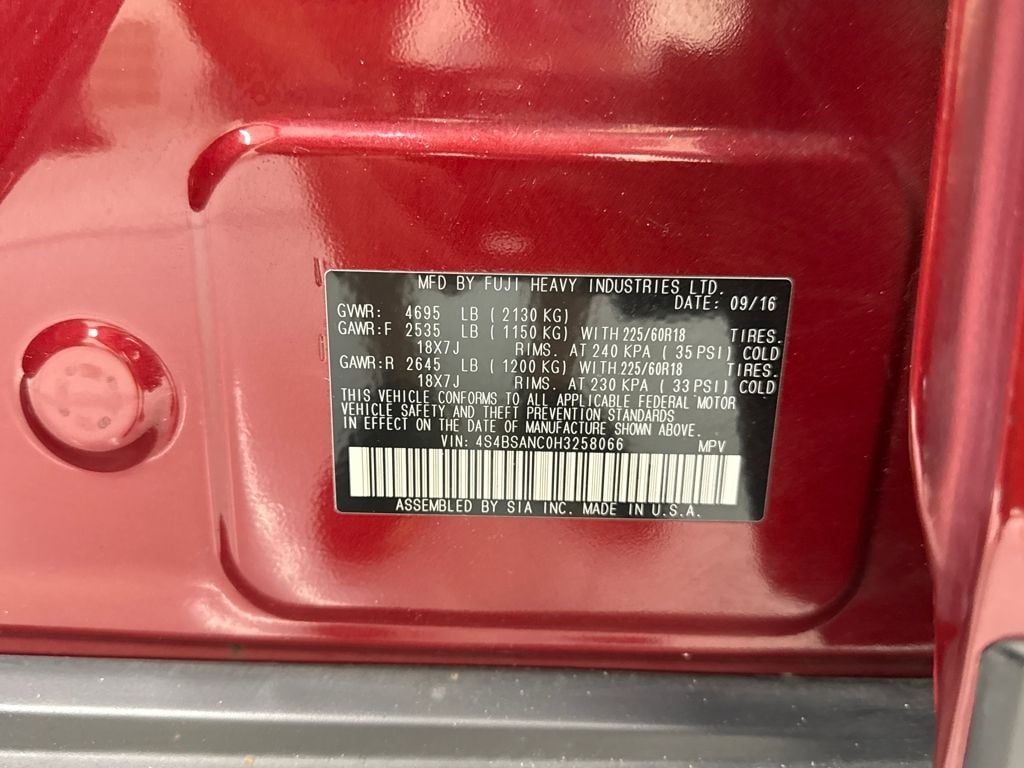 MFD BY FUJI HEAVY INDUSTRIES LTD.
DATE: 09/16
GVWR: 4695 LB ( 2130 KG)
GAWR:F 2535 LB ( 1150 KG) WITH 225/60R18 TIRES.
18X7J RIMS. AT 240 KPA ( 35 PSI) COLD
GAWR:R 2645 LB ( 1200 KG) WITH 225/60R18 TIRES.
18X7J RIMS. AT 230 KPA ( 33 PSI) COLD
THIS VEHICLE CONFORMS TO ALL APPLICABLE FEDERAL MOTOR
VEHICLE SAFETY AND THEFT PREVENTION STANDARDS
IN EFFECT ON THE DATE OF MANUFACTURE SHOWN ABOVE.
VIN: 4S4BSANC0H3258066 MPV
ASSEMBLED BY SIA INC. MADE IN U.S.A.